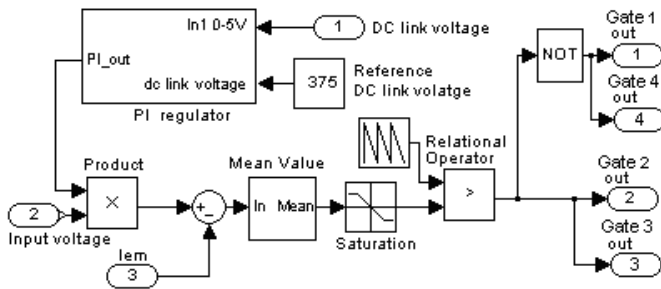 In1 0-5V
1
DC link voltage
PI_out
dc link voltage
375
Reference
DC link volatge
PI regulator
NOT
Gate 1
out
1
Gate 4
out
4
Product
×
2
Input voltage
+
−
Mean Value
In Mean
Saturation
Relational
Operator
>
Gate 2
out
2
Gate 3
out
3
lem
3